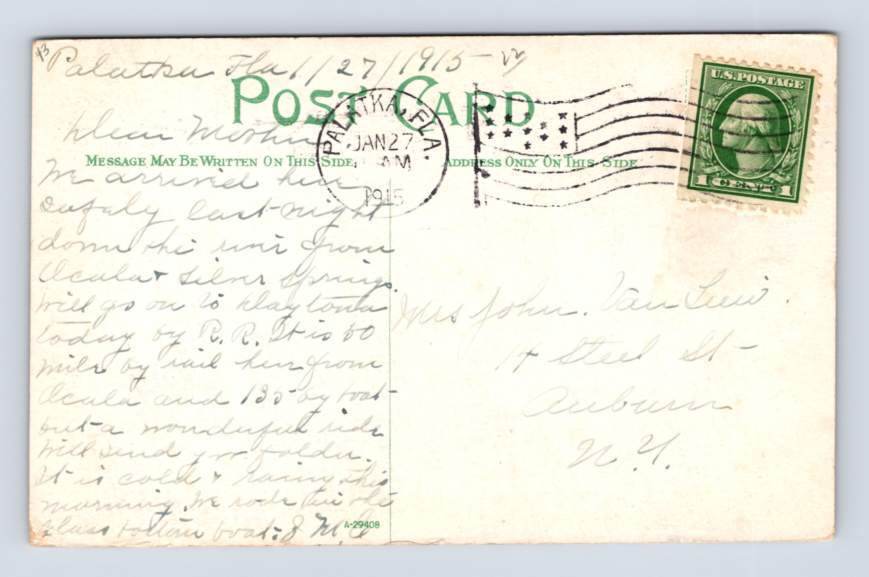 Palatka Fla 1/27/1915-
POST CARD
Dear Mother
MESSAGE MAY BE WRITTEN ON THIS SIDE
We arrived here
safely last night
down the river from
Ocala & Silver Springs.
Will go on to Daytona
today by R.R. It is 50
miles by rail here from
Ocala and 135 by boat-
but a wonderful ride
will send you folder.
It is cold & rainy this
morning. We rode in the
glass bottom boat. J M C
PALATKA, FLA.
JAN 27
AM
1915
ADDRESS ONLY ON THIS SIDE
U.S. POSTAGE
1 CENT 1
Mrs John. Van
14 Steel St-
Auburn
N.Y.
A-29408